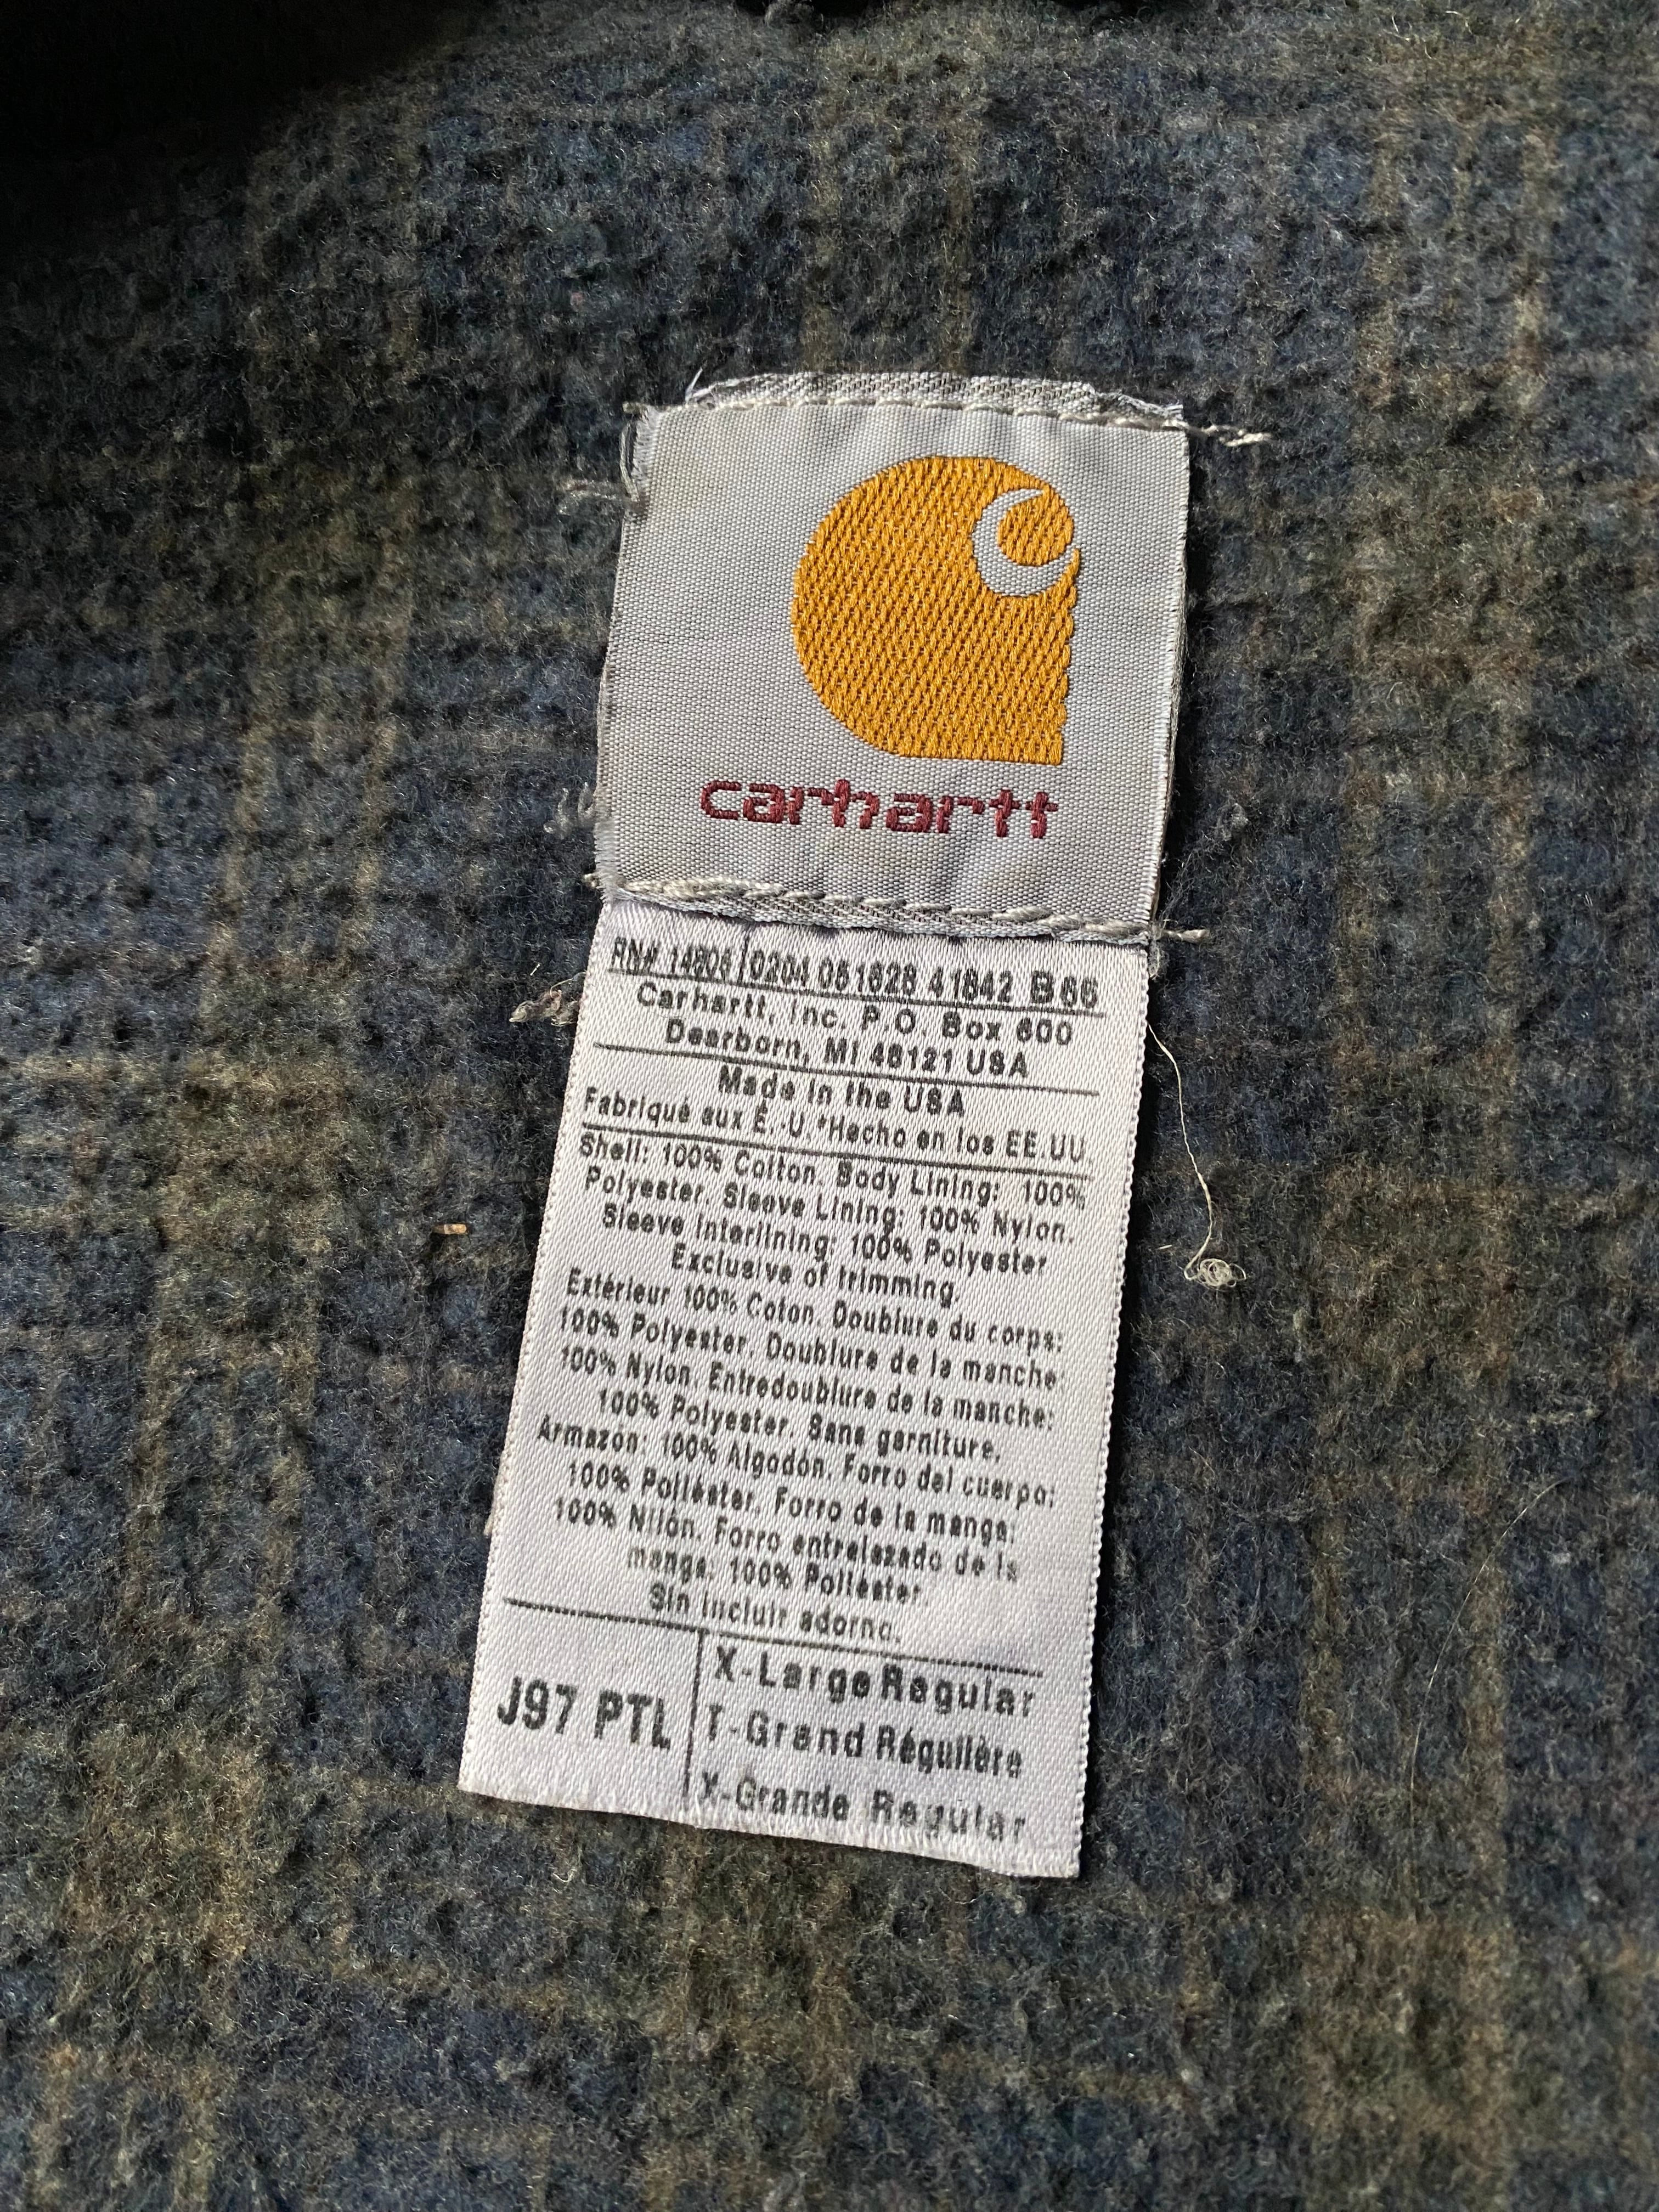 carhartt
RN# 14806 0204 051628 41842 B66
Carhartt, Inc. P.O. Box 600
Dearborn, MI 48121 USA
Made in the USA
Fabriqué aux É.-U.*Hecho en los EE.UU.
Shell: 100% Cotton. Body Lining: 100%
Polyester. Sleeve Lining: 100% Nylon.
Sleeve Interlining: 100% Polyester
Exclusive of trimming.
Extérieur 100% Coton. Doublure du corps:
100% Polyester. Doublure de la manche:
100% Nylon. Entredoublure de la manche:
100% Polyester. Sans garniture.
Armazón: 100% Algodón. Forro del cuerpo:
100% Poliéster. Forro de la manga:
100% Nilón. Forro entrelazado de la
manga: 100% Poliéster.
Sin incluir adorno.
J97 PTL
X-Large Regular
T-Grand Régulière
X-Grande Regular